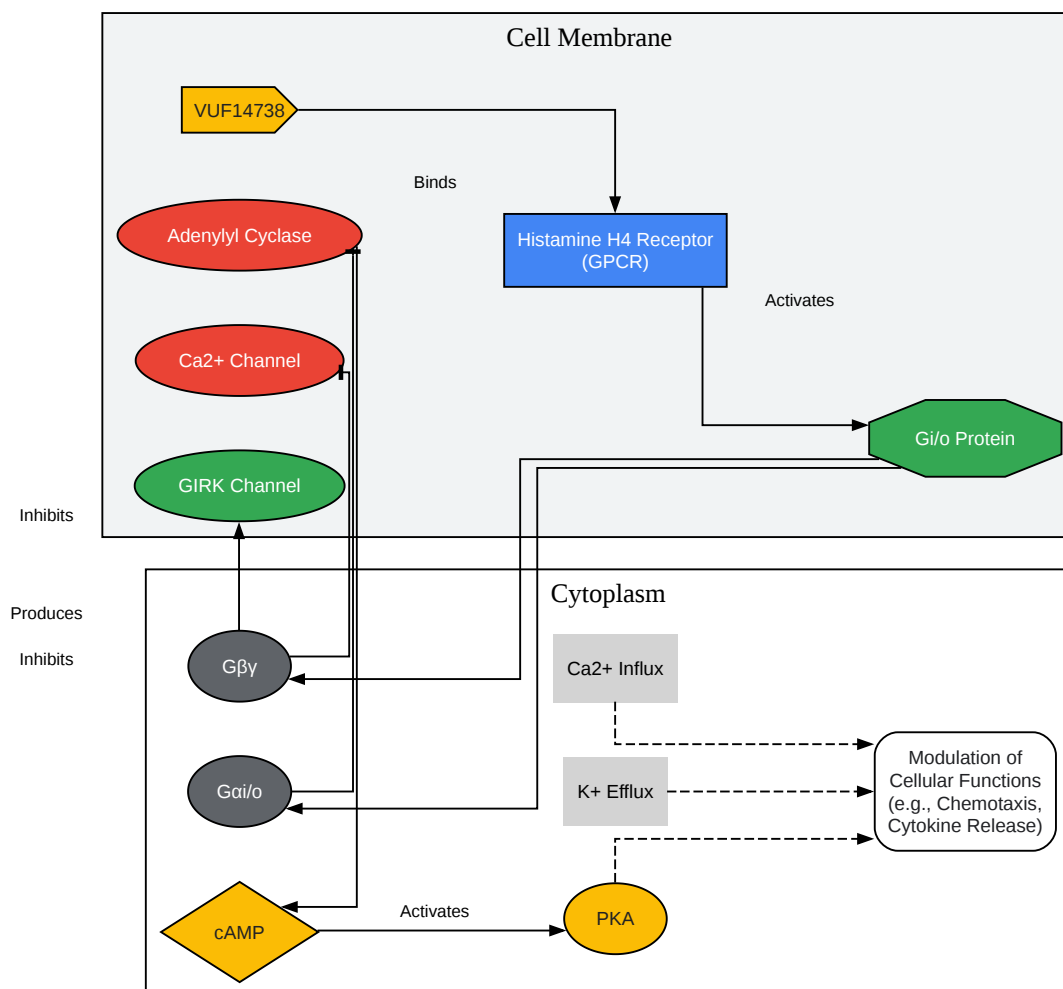 Cell Membrane
VUF14738
Binds
Adenylyl Cyclase
Histamine H4 Receptor
(GPCR)
Activates
Ca2+ Channel
Gi/o Protein
GIRK Channel
Inhibits
Cytoplasm
Produces
Inhibits
Gβγ
Ca2+ Influx
Modulation of
Cellular Functions
(e.g., Chemotaxis,
Cytokine Release)
Gαi/o
K+ Efflux
Activates
cAMP
PKA